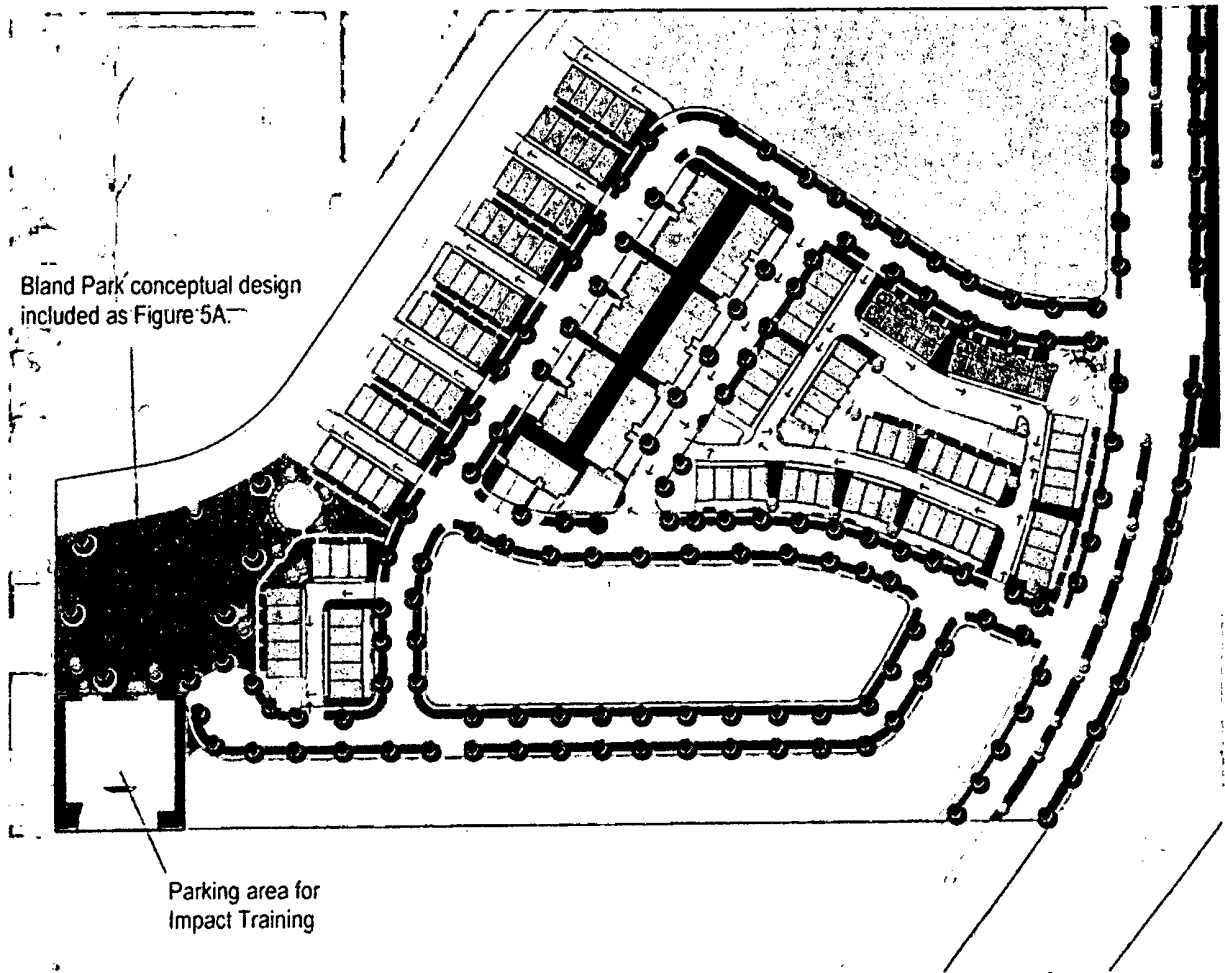 Bland Park conceptual design
included as Figure 5A.
Parking area for
Impact Training